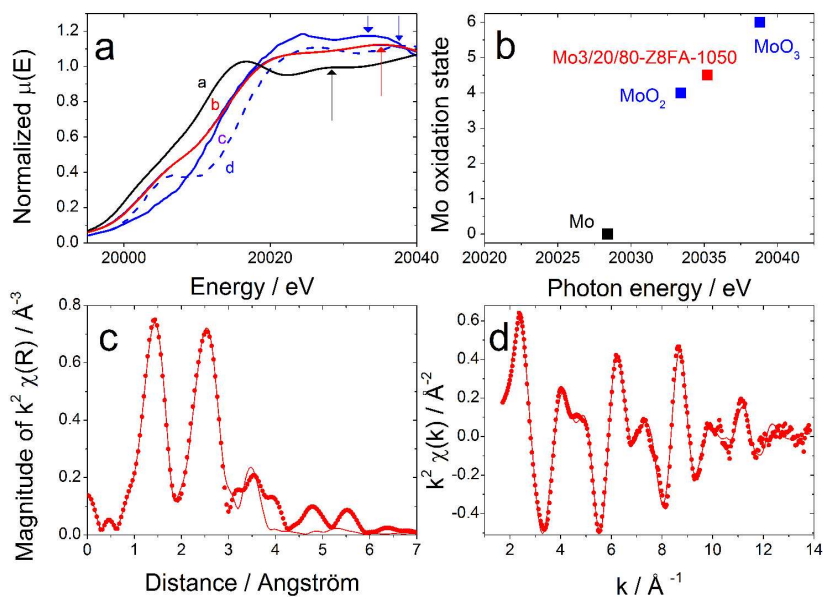 a
a
b
c
d
1.2
1.0
0.8
0.6
0.4
0.2
0.0
Normalized μ(E)
20000
20020
20040
Energy / eV
b
6
5
4
3
2
1
0
Mo oxidation state
MoO₃
Mo3/20/80-Z8FA-1050
MoO₂
Mo
20020
20025
20030
20035
20040
Photon energy / eV
c
0.8
0.6
0.4
0.2
0.0
Magnitude of k² χ(R) / Å⁻³
0
1
2
3
4
5
6
7
Distance / Angström
d
0.6
0.4
0.2
0.0
-0.2
-0.4
k² χ(k) / Å⁻²
2
4
6
8
10
12
14
k / Å⁻¹